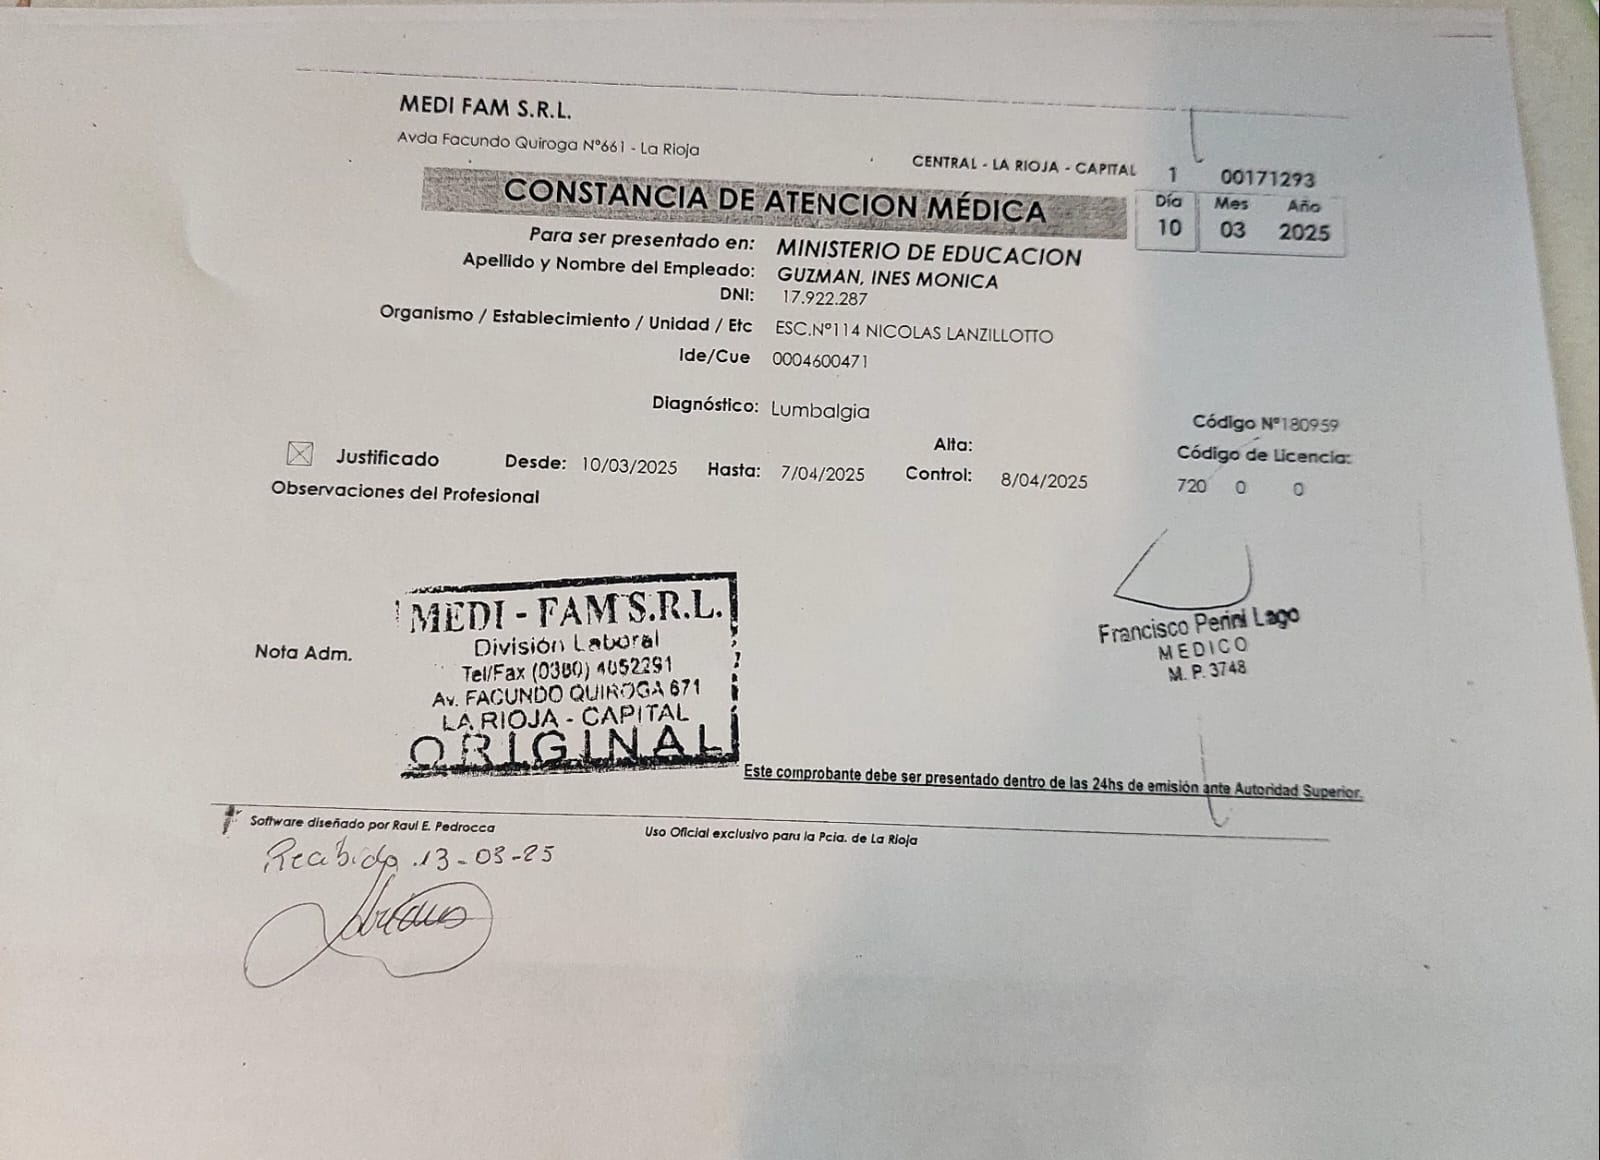 MEDI FAM S.R.L.
Avda Facundo Quiroga Nº661 - La Rioja
CENTRAL - LA RIOJA - CAPITAL 1 00171293
CONSTANCIA DE ATENCION MÉDICA
Día Mes Año
10 03 2025
Para ser presentado en: MINISTERIO DE EDUCACION
Apellido y Nombre del Empleado: GUZMAN, INES MONICA
DNI: 17.922.287
Organismo / Establecimiento / Unidad / Etc ESC.Nº114 NICOLAS LANZILLOTTO
Ide/Cue 0004600471
Diagnóstico: Lumbalgia
Código Nº180959
Alta:
Código de Licencia:
Justificado Desde: 10/03/2025 Hasta: 7/04/2025 Control: 8/04/2025
720 0 0
Observaciones del Profesional
MEDI - FAM S.R.L.
División Laboral
Tel/Fax (0380) 4052291
Av. FACUNDO QUIROGA 671
LA RIOJA - CAPITAL
ORIGINAL
Nota Adm.
Francisco Perini Lago
MEDICO
M. P. 3748
Este comprobante debe ser presentado dentro de las 24hs de emisión ante Autoridad Superior.
Software diseñado por Raul E. Pedrocca
Uso Oficial exclusivo para la Pcia. de La Rioja
Recibido 13-03-25